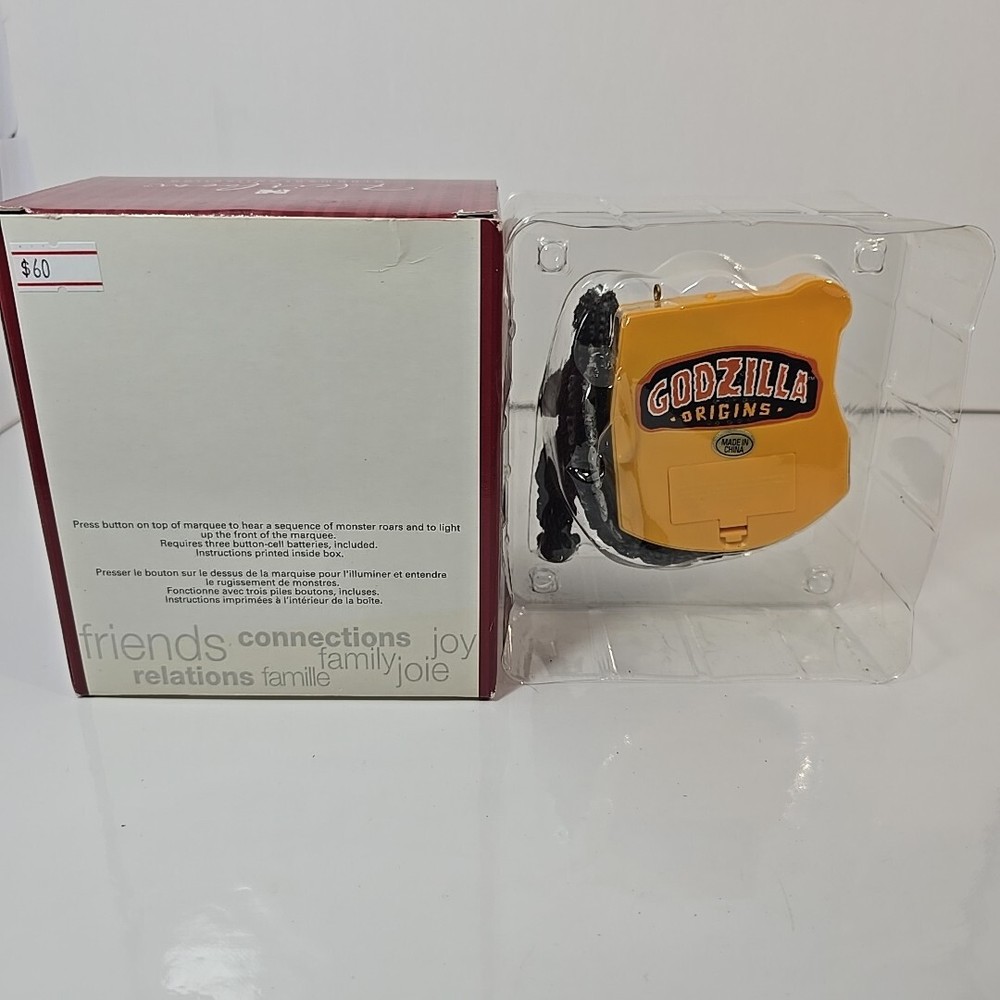 $60
Press button on top of marquee to hear a sequence of monster roars and to light
up the front of the marquee.
Requires three button-cell batteries, included.
Instructions printed inside box.
Presser le bouton sur le dessus de la marquise pour l'illuminer et entendre
le rugissement de monstres.
Fonctionne avec trois piles boutons, incluses.
Instructions imprimées à l'intérieur de la boîte.
friends connections joy
family
relations famille joie
GODZILLA
ORIGINS
MADE IN
CHINA